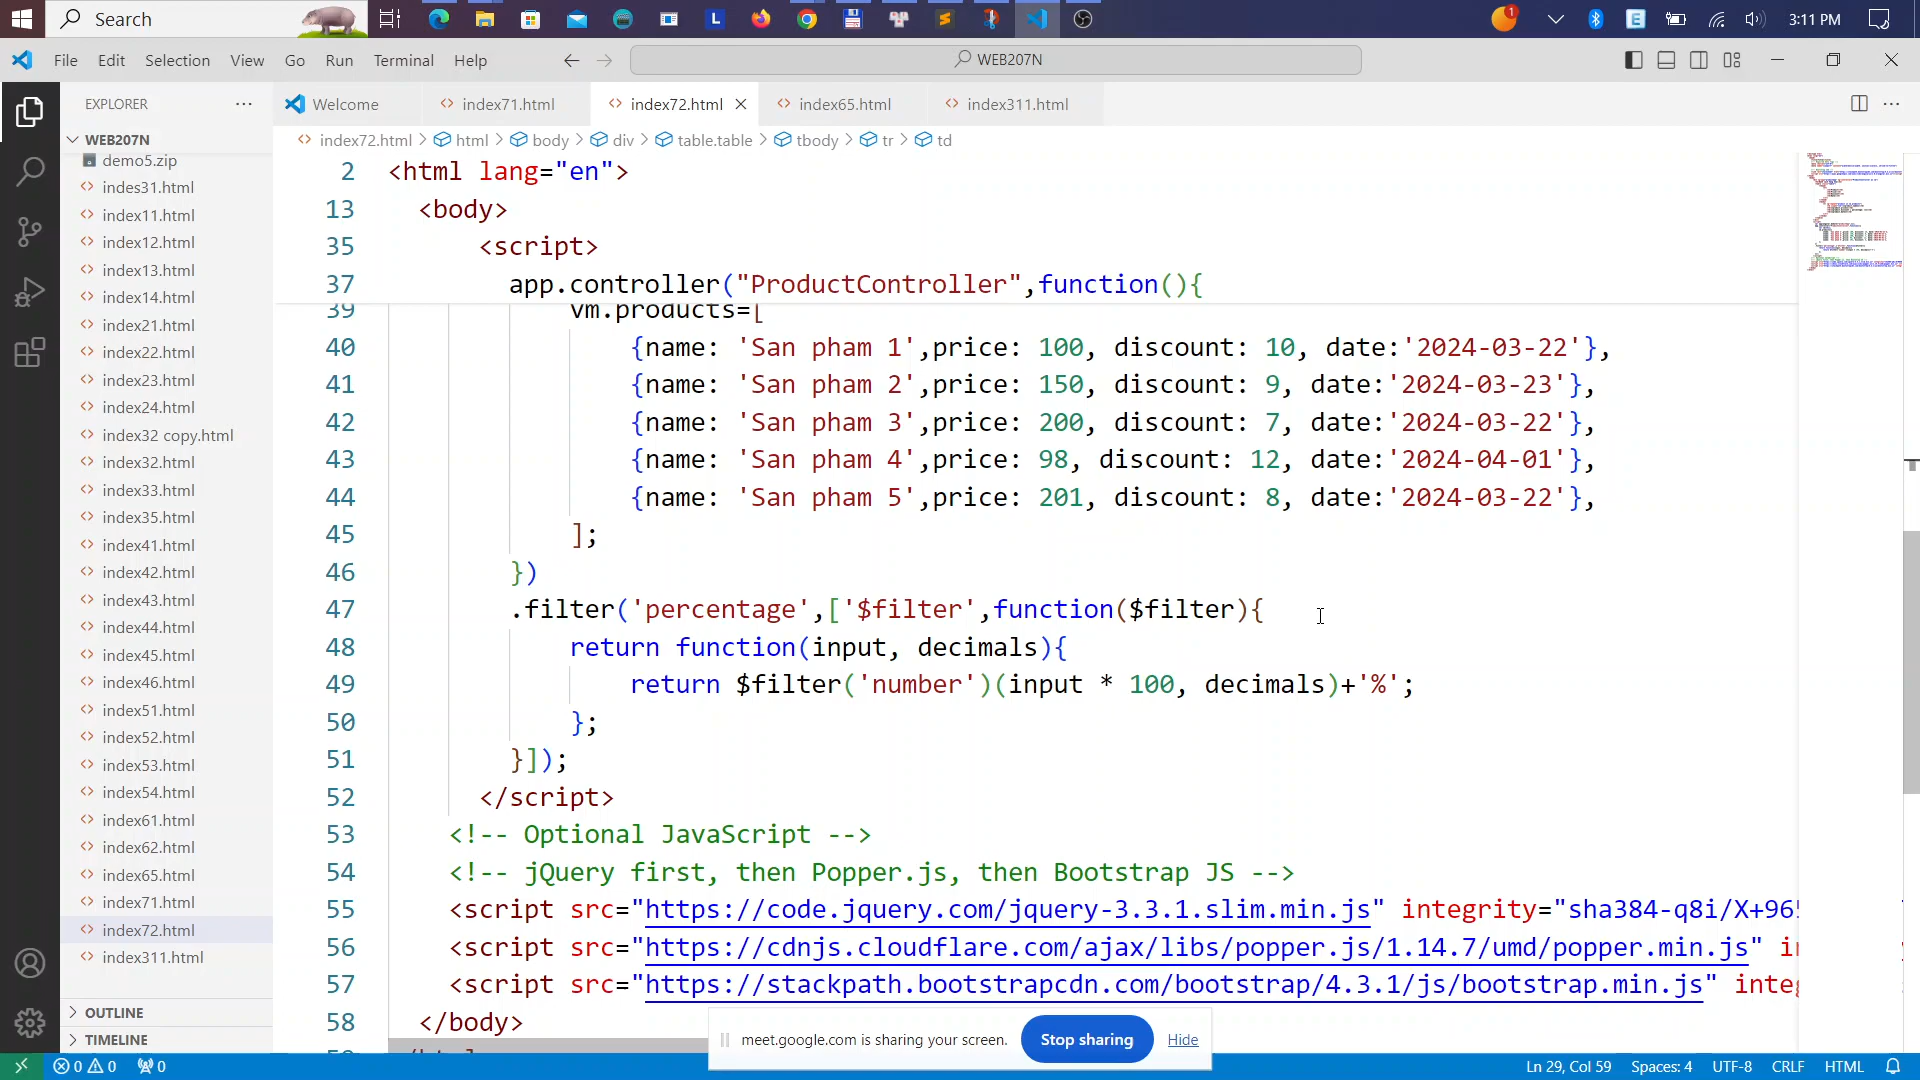 Search
3:11 PM
File Edit Selection View Go Run Terminal Help
WEB207N
EXPLORER
Welcome
index71.html
index72.html
index65.html
index311.html
WEB207N
index72.html > html > body > div > table.table > tbody > tr > td
demo5.zip
indes31.html
index11.html
index12.html
index13.html
index14.html
index21.html
index22.html
index23.html
index24.html
index32 copy.html
index32.html
index33.html
index35.html
index41.html
index42.html
index43.html
index44.html
index45.html
index46.html
index51.html
index52.html
index53.html
index54.html
index61.html
index62.html
index65.html
index71.html
index72.html
index311.html
OUTLINE
TIMELINE
2 <html lang="en">
13 <body>
35 <script>
37 app.controller("ProductController",function(){
39 vm.products=[
40 {name: 'San pham 1',price: 100, discount: 10, date:'2024-03-22'},
41 {name: 'San pham 2',price: 150, discount: 9, date:'2024-03-23'},
42 {name: 'San pham 3',price: 200, discount: 7, date:'2024-03-22'},
43 {name: 'San pham 4',price: 98, discount: 12, date:'2024-04-01'},
44 {name: 'San pham 5',price: 201, discount: 8, date:'2024-03-22'},
45 ];
46 })
47 .filter('percentage',['$filter',function($filter){
48 return function(input, decimals){
49 return $filter('number')(input * 100, decimals)+'%';
50 };
51 }]);
52 </script>
53 <!-- Optional JavaScript -->
54 <!-- jQuery first, then Popper.js, then Bootstrap JS -->
55 <script src="https://code.jquery.com/jquery-3.3.1.slim.min.js" integrity="sha384-q8i/X+965
56 <script src="https://cdnjs.cloudflare.com/ajax/libs/popper.js/1.14.7/umd/popper.min.js" in
57 <script src="https://stackpath.bootstrapcdn.com/bootstrap/4.3.1/js/bootstrap.min.js" integ
58 </body>
meet.google.com is sharing your screen.
Stop sharing
Hide
0 0 0
Ln 29, Col 59 Spaces: 4 UTF-8 CRLF HTML